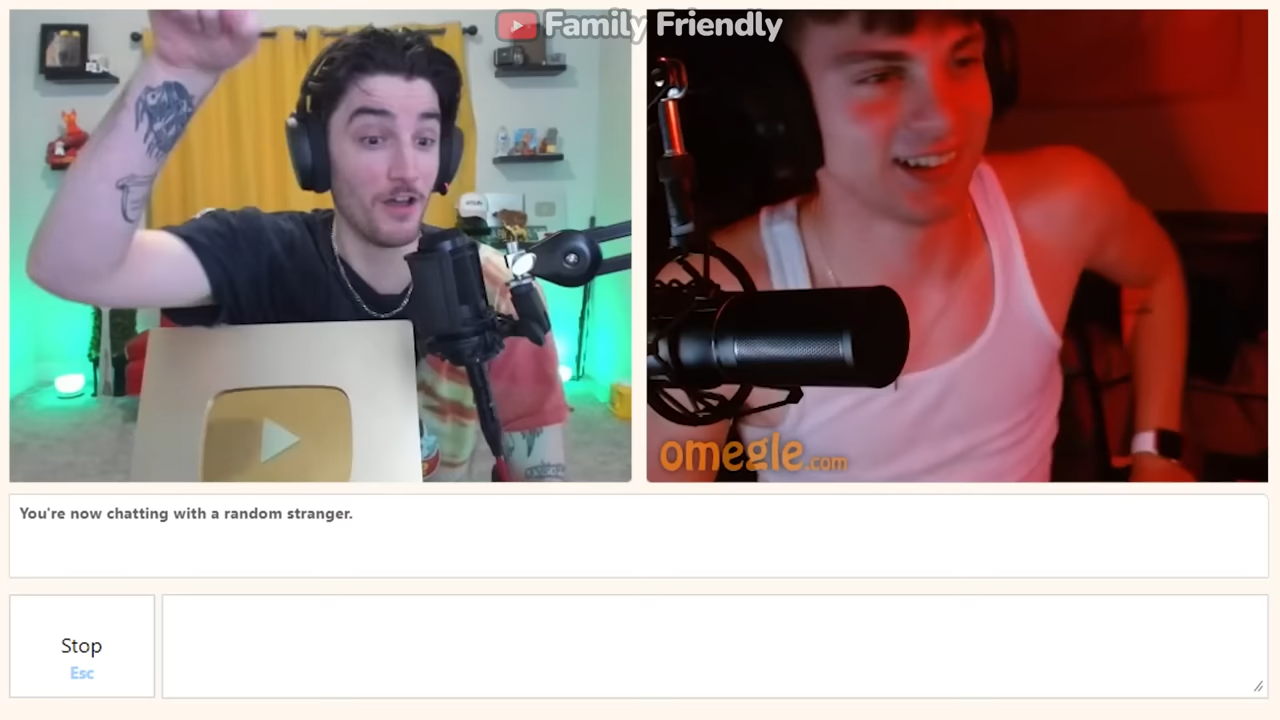 Family Friendly
omegle.com
You're now chatting with a random stranger.
Stop
Esc